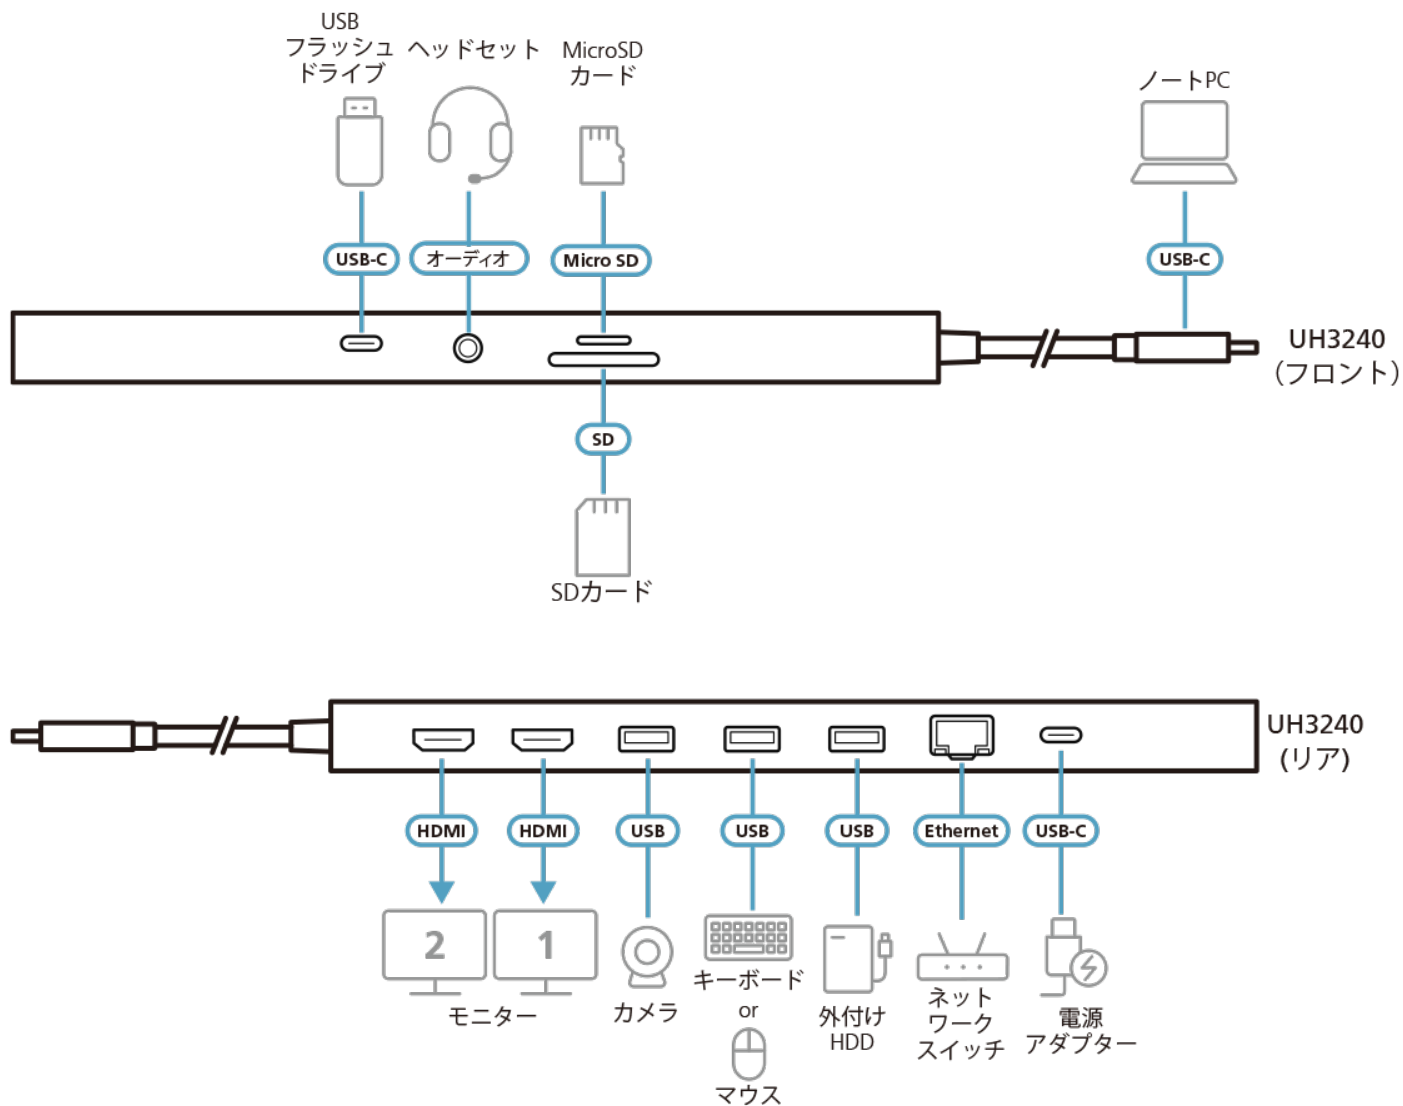 USB
フラッシュ
ドライブ
ヘッドセット
MicroSD
カード
ノートPC
USB-C
オーディオ
Micro SD
USB-C
UH3240
（フロント）
SD
SDカード
UH3240
(リア)
HDMI
HDMI
USB
USB
USB
Ethernet
USB-C
2
1
モニター
カメラ
キーボード
or
マウス
外付け
HDD
ネット
ワーク
スイッチ
電源
アダプター